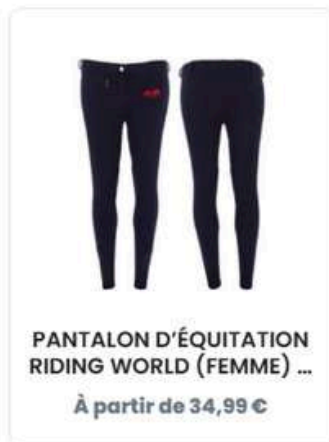 PANTALON D'ÉQUITATION
RIDING WORLD (FEMME) ...
À partir de 34,99 €